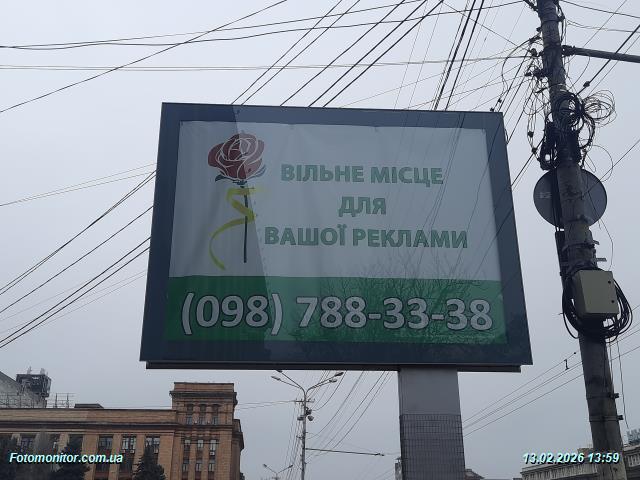 ВІЛЬНЕ МІСЦЕ
ДЛЯ
ВАШОЇ РЕКЛАМИ
(098) 788-33-38
Fotomonitor.com.ua
13.02.2026 13:59